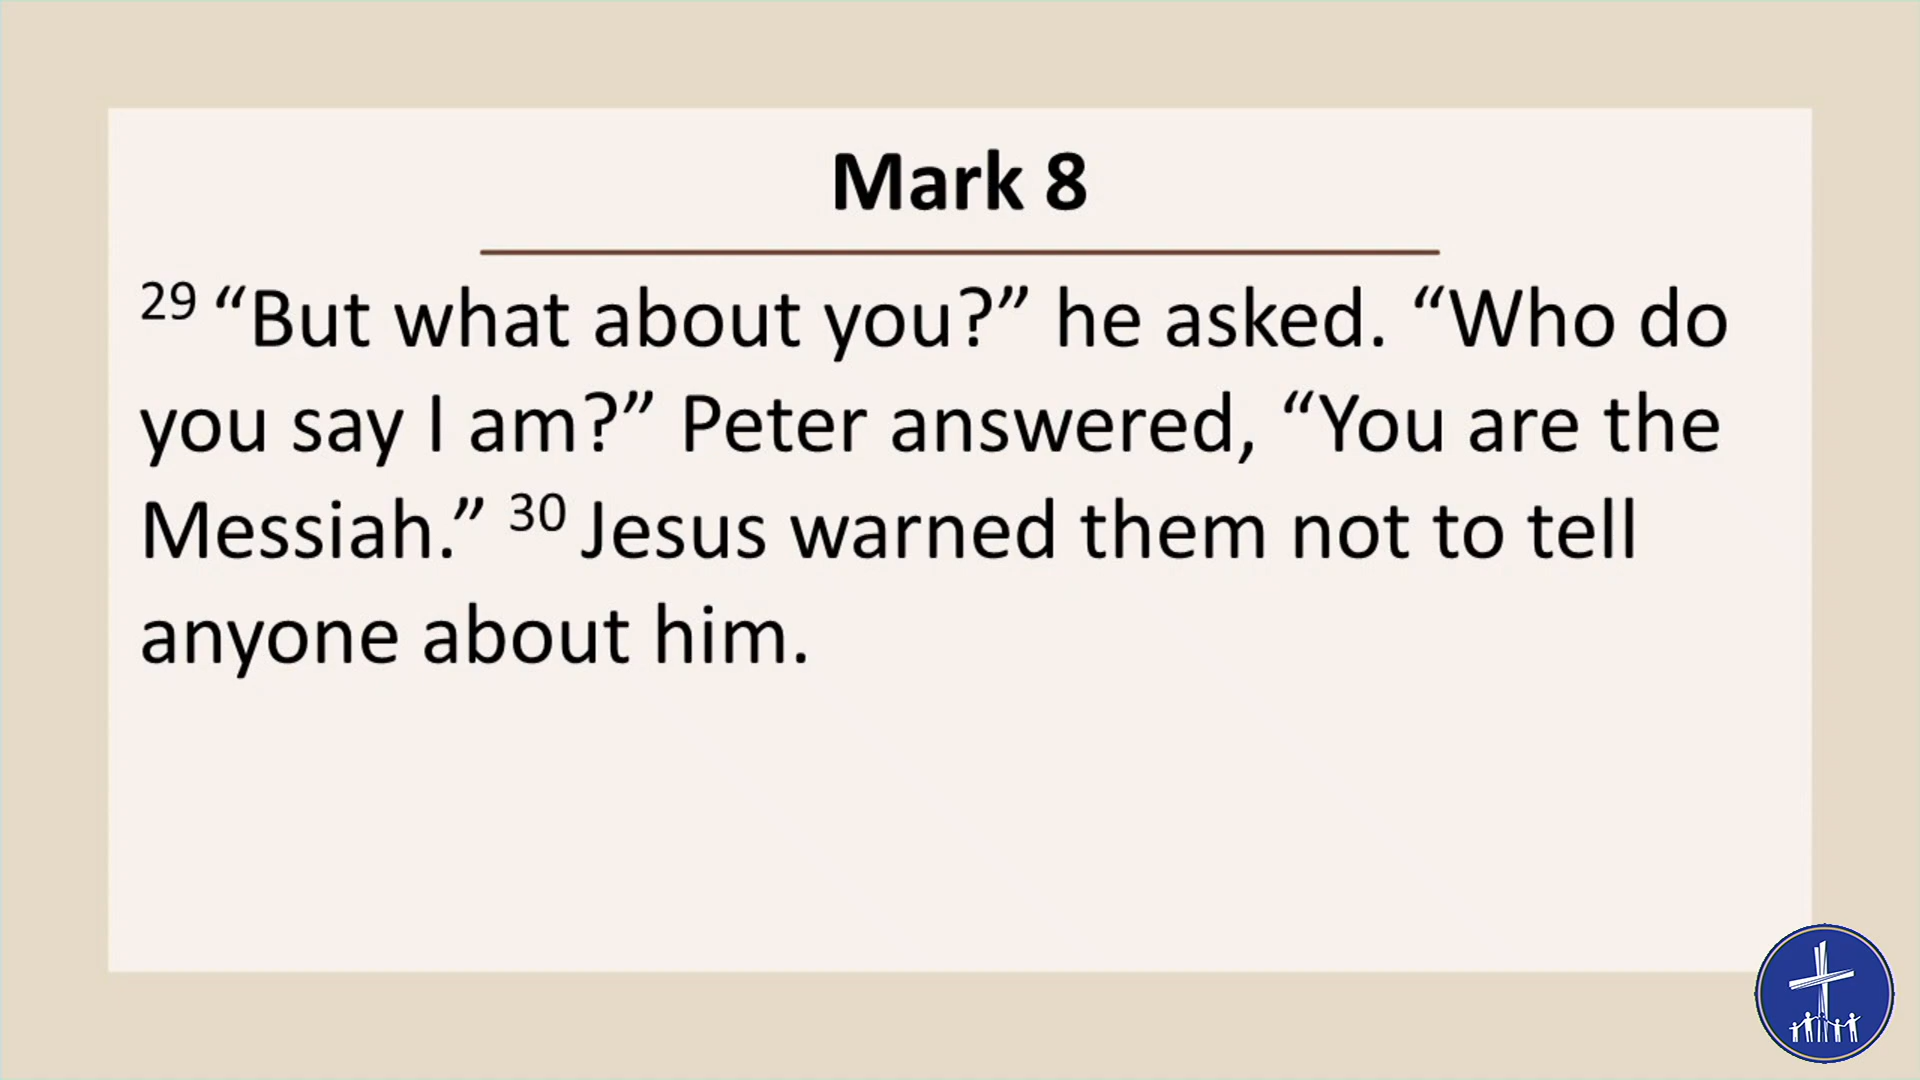 Mark 8
29 “But what about you?” he asked. “Who do
you say I am?” Peter answered, “You are the
Messiah.” 30 Jesus warned them not to tell
anyone about him.